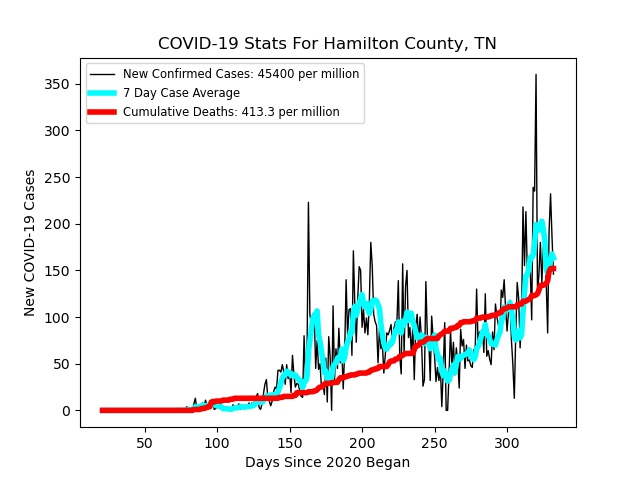 COVID-19 Stats For Hamilton County, TN
New Confirmed Cases: 45400 per million
7 Day Case Average
Cumulative Deaths: 413.3 per million
New COVID-19 Cases
350
300
250
200
150
100
50
0
50
100
150
200
250
300
Days Since 2020 Began